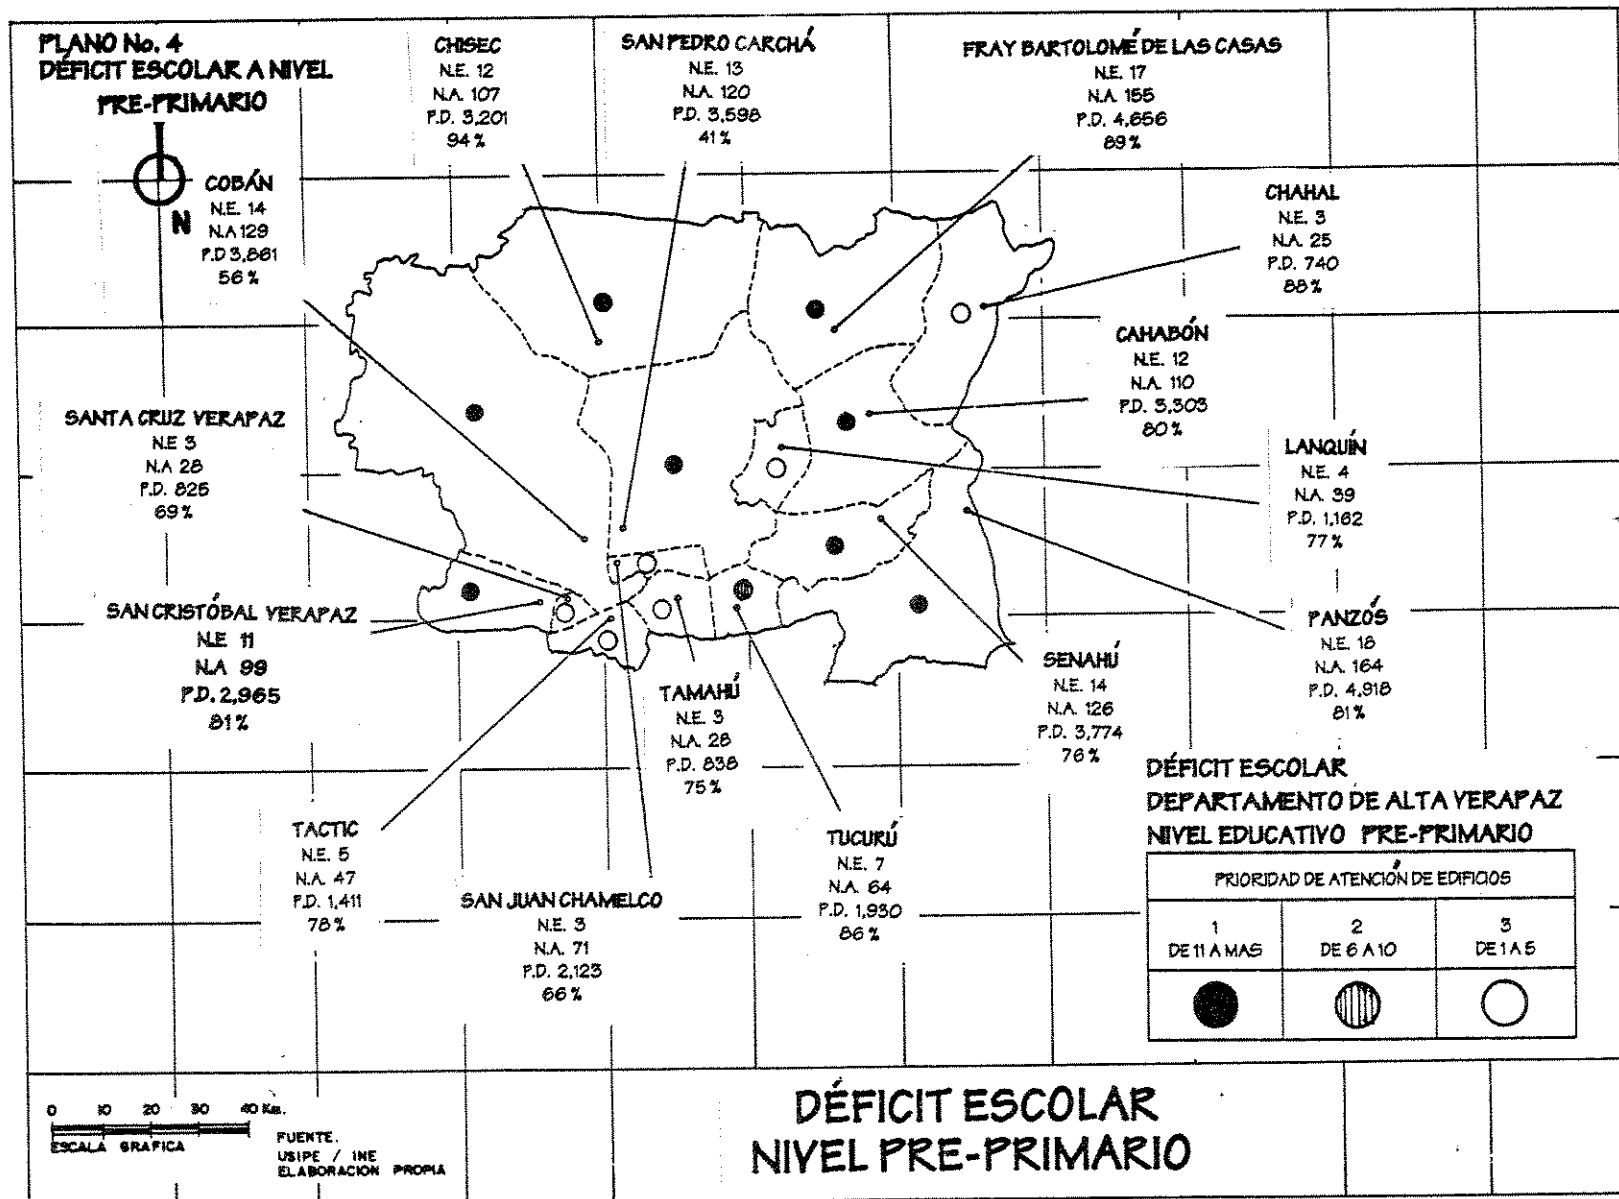 PLANO No. 4
DÉFICIT ESCOLAR A NIVEL
PRE-PRIMARIO
N
CHISEC
N.E. 12
N.A. 107
P.D. 3,201
94%
SAN PEDRO CARCHÁ
N.E. 13
N.A. 120
P.D. 3,598
41%
FRAY BARTOLOMÉ DE LAS CASAS
N.E. 17
N.A. 155
P.D. 4,656
89%
COBÁN
N.E. 14
N.A 129
P.D 3,861
56%
CHAHAL
N.E. 3
N.A. 25
P.D. 740
88%
CAHABÓN
N.E. 12
N.A. 110
P.D. 3,303
80%
SANTA CRUZ VERAPAZ
N.E 3
N.A 28
P.D. 825
69%
LANQUÍN
N.E. 4
N.A. 39
P.D. 1,162
77%
SAN CRISTÓBAL VERAPAZ
N.E 11
N.A 99
P.D. 2,965
81%
PANZÓS
N.E. 18
N.A. 164
P.D. 4,918
81%
SENAHÚ
N.E. 14
N.A. 126
P.D. 3,774
76%
TAMAHÚ
N.E. 3
N.A. 28
P.D. 838
75%
TACTIC
N.E. 5
N.A. 47
P.D. 1,411
78%
SAN JUAN CHAMELCO
N.E. 3
N.A. 71
P.D. 2,123
66%
TUCURÚ
N.E. 7
N.A. 64
P.D. 1,930
86%
DÉFICIT ESCOLAR
DEPARTAMENTO DE ALTA VERAPAZ
NIVEL EDUCATIVO PRE-PRIMARIO
PRIORIDAD DE ATENCIÓN DE EDIFICIOS
1 2 3
DE 11 A MAS DE 6 A 10 DE 1 A 5
0 10 20 30 40 Km.
ESCALA GRAFICA
FUENTE.
USIPE / INE
ELABORACION PROPIA
DÉFICIT ESCOLAR
NIVEL PRE-PRIMARIO